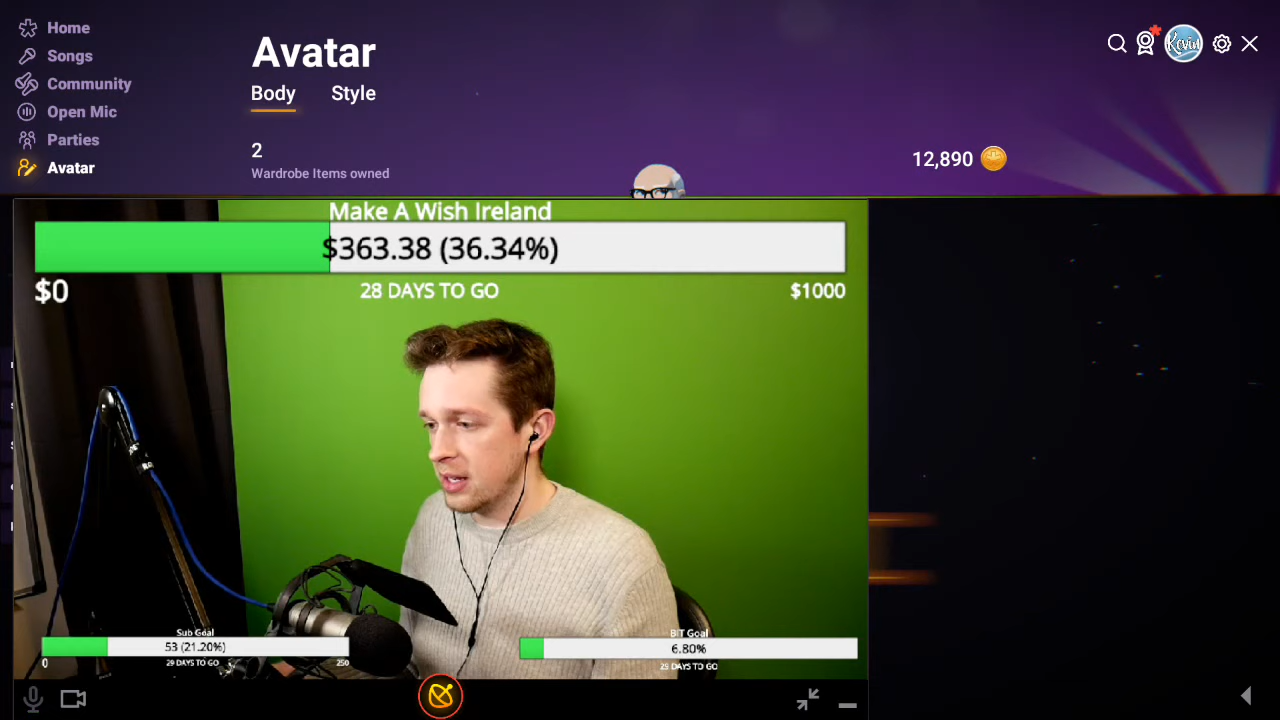 Home
Songs
Community
Open Mic
Parties
Avatar
Avatar
Body Style
2
Wardrobe Items owned
Kevin
12,890
Make A Wish Ireland
$363.38 (36.34%)
$0 28 DAYS TO GO $1000
Sub Goal
53 (21.20%)
0 29 DAYS TO GO 250
BIT Goal
6.80%
29 DAYS TO GO